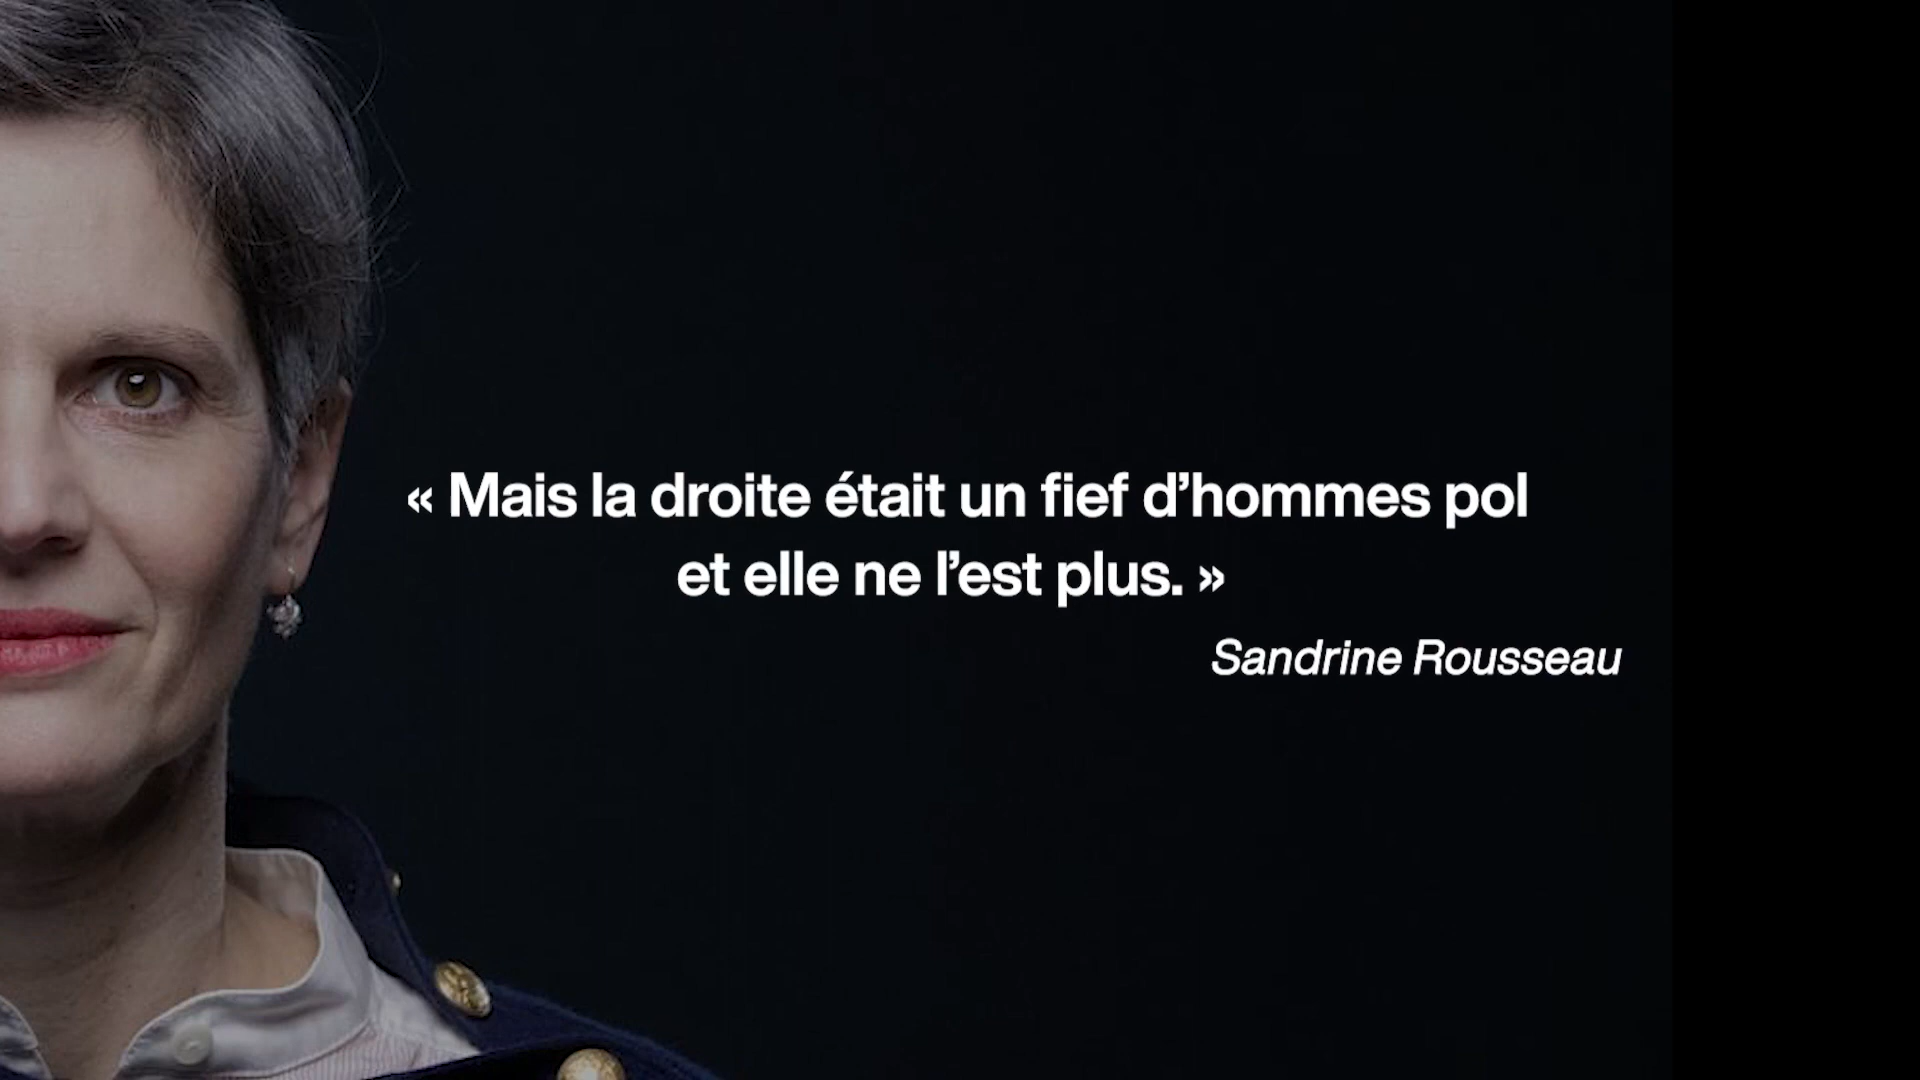 « Mais la droite était un fief d’hommes pol
et elle ne l’est plus. »
Sandrine Rousseau